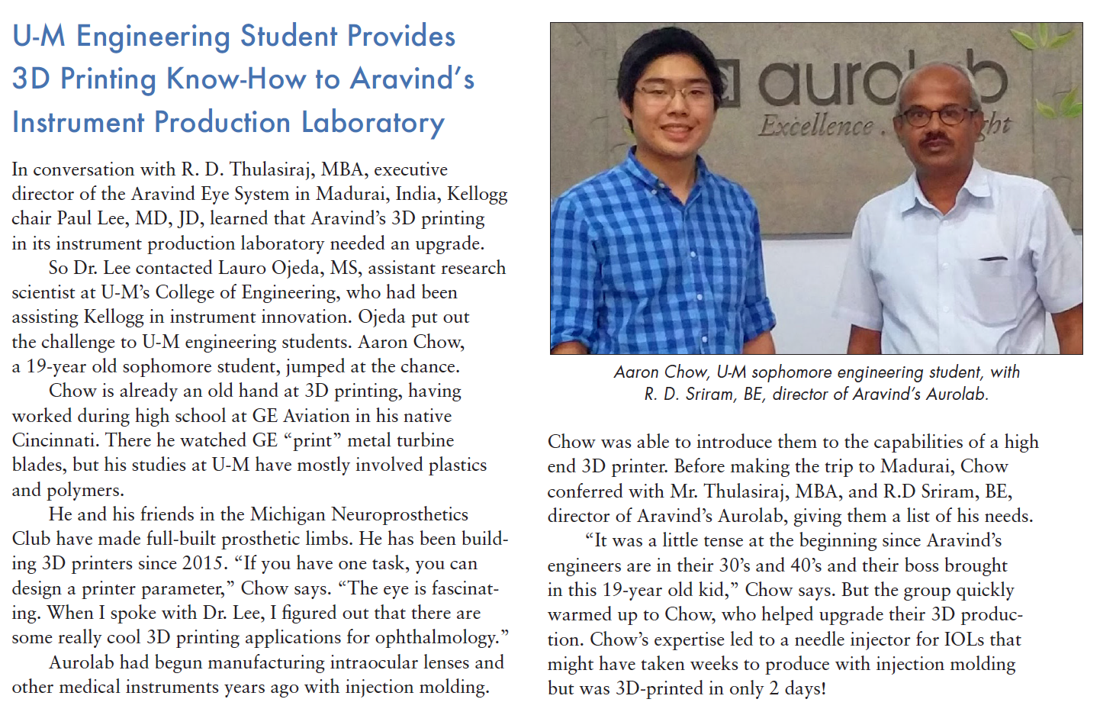 U-M Engineering Student Provides
3D Printing Know-How to Aravind's
Instrument Production Laboratory
In conversation with R. D. Thulasiraj, MBA, executive
director of the Aravind Eye System in Madurai, India, Kellogg
chair Paul Lee, MD, JD, learned that Aravind's 3D printing
in its instrument production laboratory needed an upgrade.
So Dr. Lee contacted Lauro Ojeda, MS, assistant research
scientist at U-M's College of Engineering, who had been
assisting Kellogg in instrument innovation. Ojeda put out
the challenge to U-M engineering students. Aaron Chow,
a 19-year old sophomore student, jumped at the chance.
Chow is already an old hand at 3D printing, having
worked during high school at GE Aviation in his native
Cincinnati. There he watched GE “print” metal turbine
blades, but his studies at U-M have mostly involved plastics
and polymers.
He and his friends in the Michigan Neuroprosthetics
Club have made full-built prosthetic limbs. He has been build-
ing 3D printers since 2015. “If you have one task, you can
design a printer parameter,” Chow says. “The eye is fascinat-
ing. When I spoke with Dr. Lee, I figured out that there are
some really cool 3D printing applications for ophthalmology.”
Aurolab had begun manufacturing intraocular lenses and
other medical instruments years ago with injection molding.
aurolab
Excellence .
Aaron Chow, U-M sophomore engineering student, with
R. D. Sriram, BE, director of Aravind's Aurolab.
Chow was able to introduce them to the capabilities of a high
end 3D printer. Before making the trip to Madurai, Chow
conferred with Mr. Thulasiraj, MBA, and R.D Sriram, BE,
director of Aravind's Aurolab, giving them a list of his needs.
“It was a little tense at the beginning since Aravind's
engineers are in their 30's and 40's and their boss brought
in this 19-year old kid,” Chow says. But the group quickly
warmed up to Chow, who helped upgrade their 3D produc-
tion. Chow's expertise led to a needle injector for IOLs that
might have taken weeks to produce with injection molding
but was 3D-printed in only 2 days!